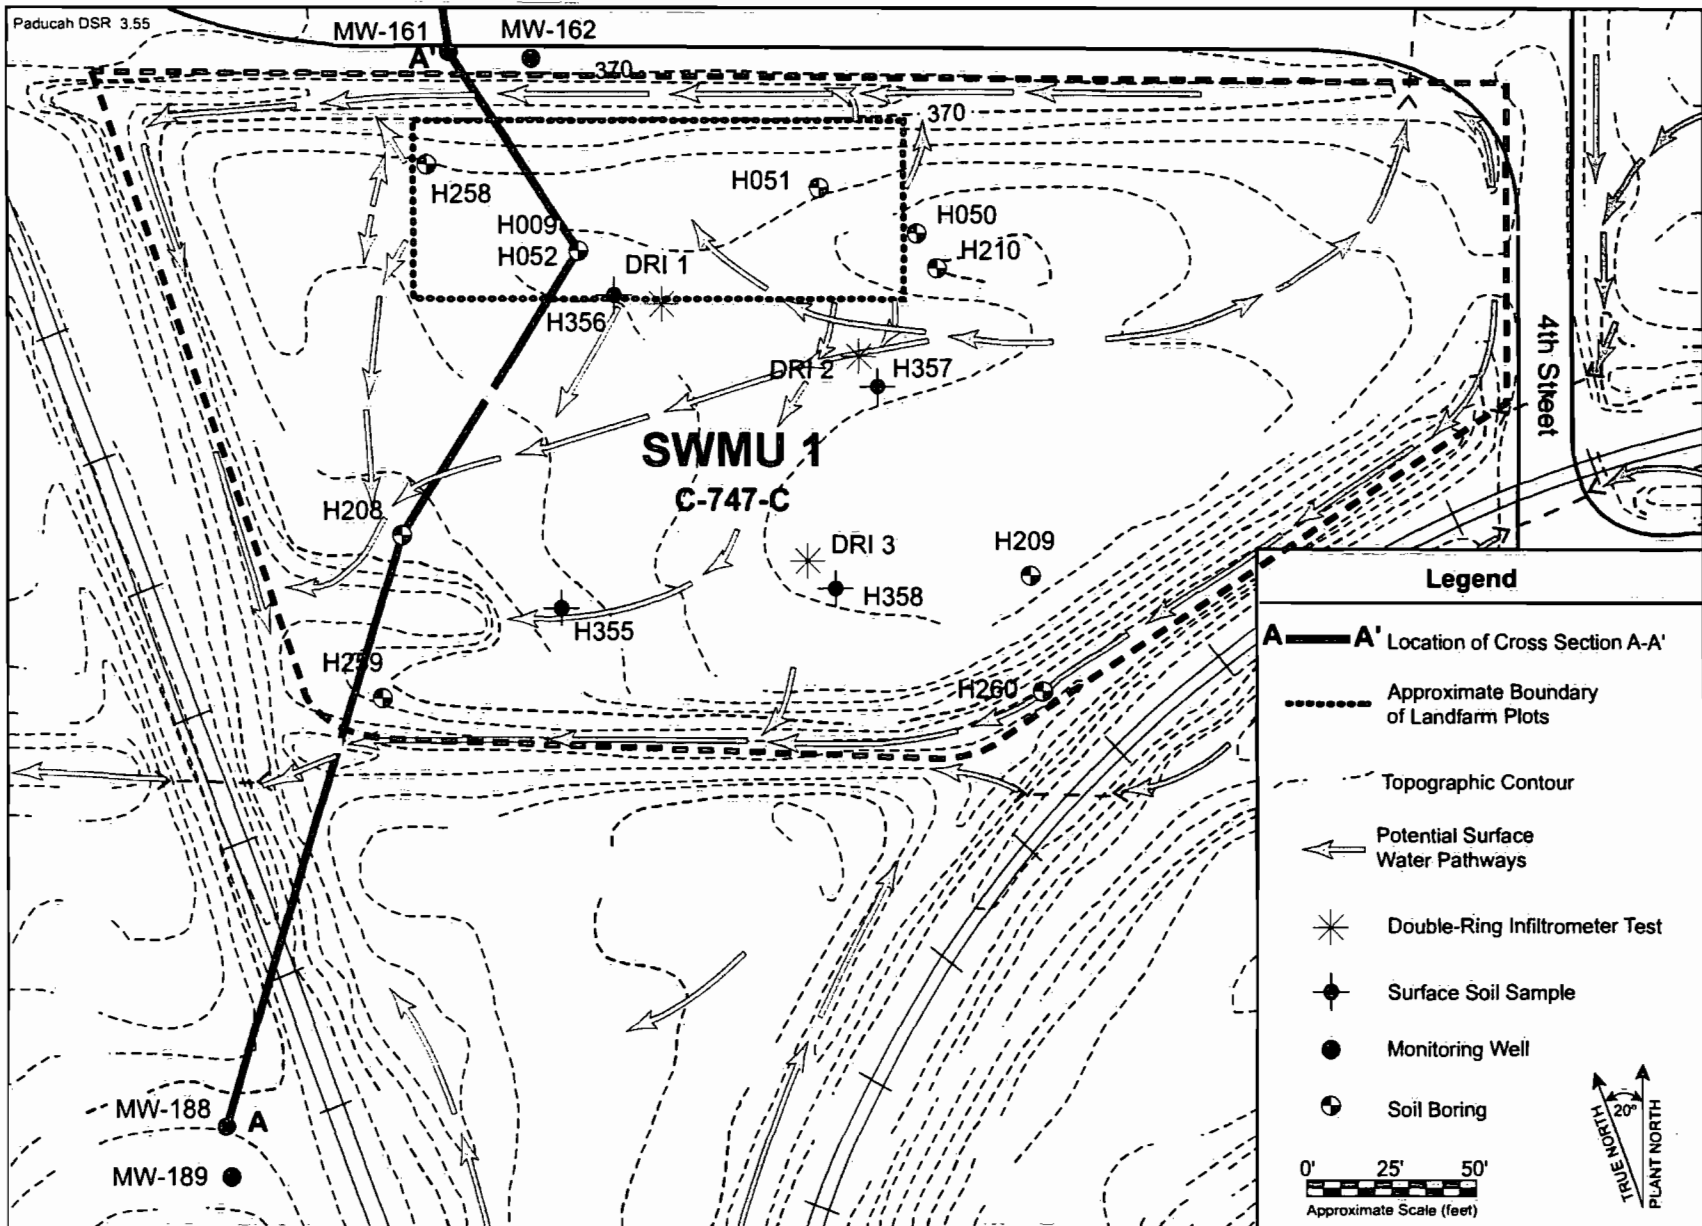 Paducah DSR 3.55
MW-161
MW-162
A'
370
370
H258
H051
H009
H052
H050
H210
DRI 1
H356
DRI 2
H357
4th Street
SWMU 1
C-747-C
H208
DRI 3
H209
H358
H355
H259
H260
MW-188
A
MW-189
Legend
A A' Location of Cross Section A-A'
Approximate Boundary
of Landfarm Plots
Topographic Contour
Potential Surface
Water Pathways
Double-Ring Infiltrometer Test
Surface Soil Sample
Monitoring Well
Soil Boring
0' 25' 50'
Approximate Scale (feet)
20°
TRUE NORTH
PLANT NORTH